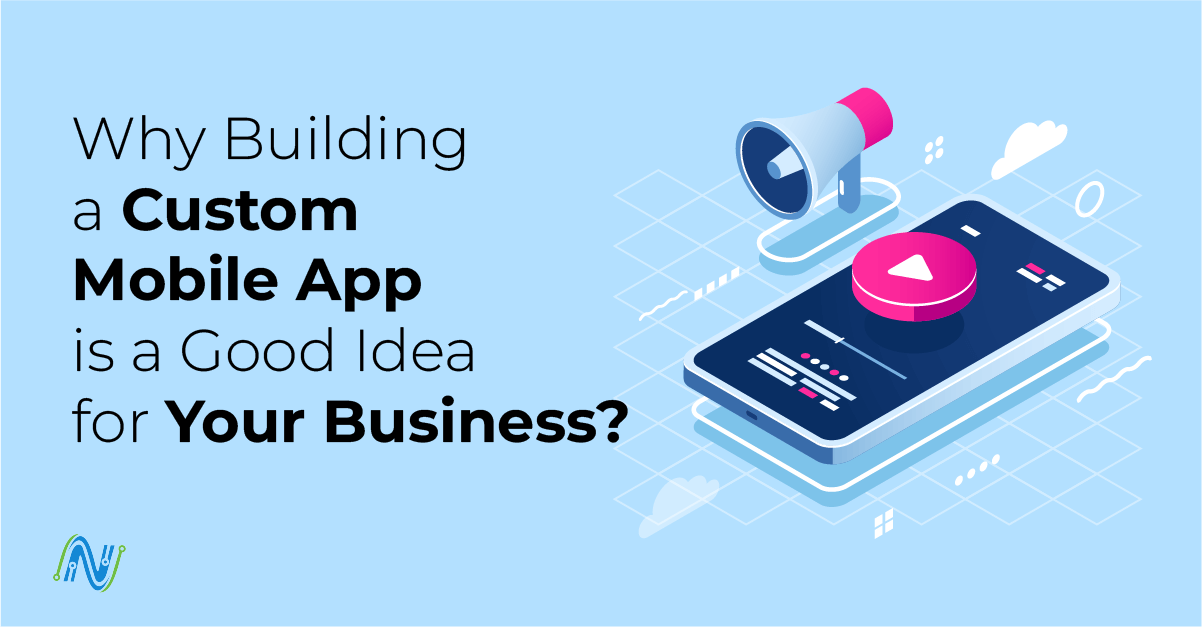 Why Building
a Custom
Mobile App
is a Good Idea
for Your Business?